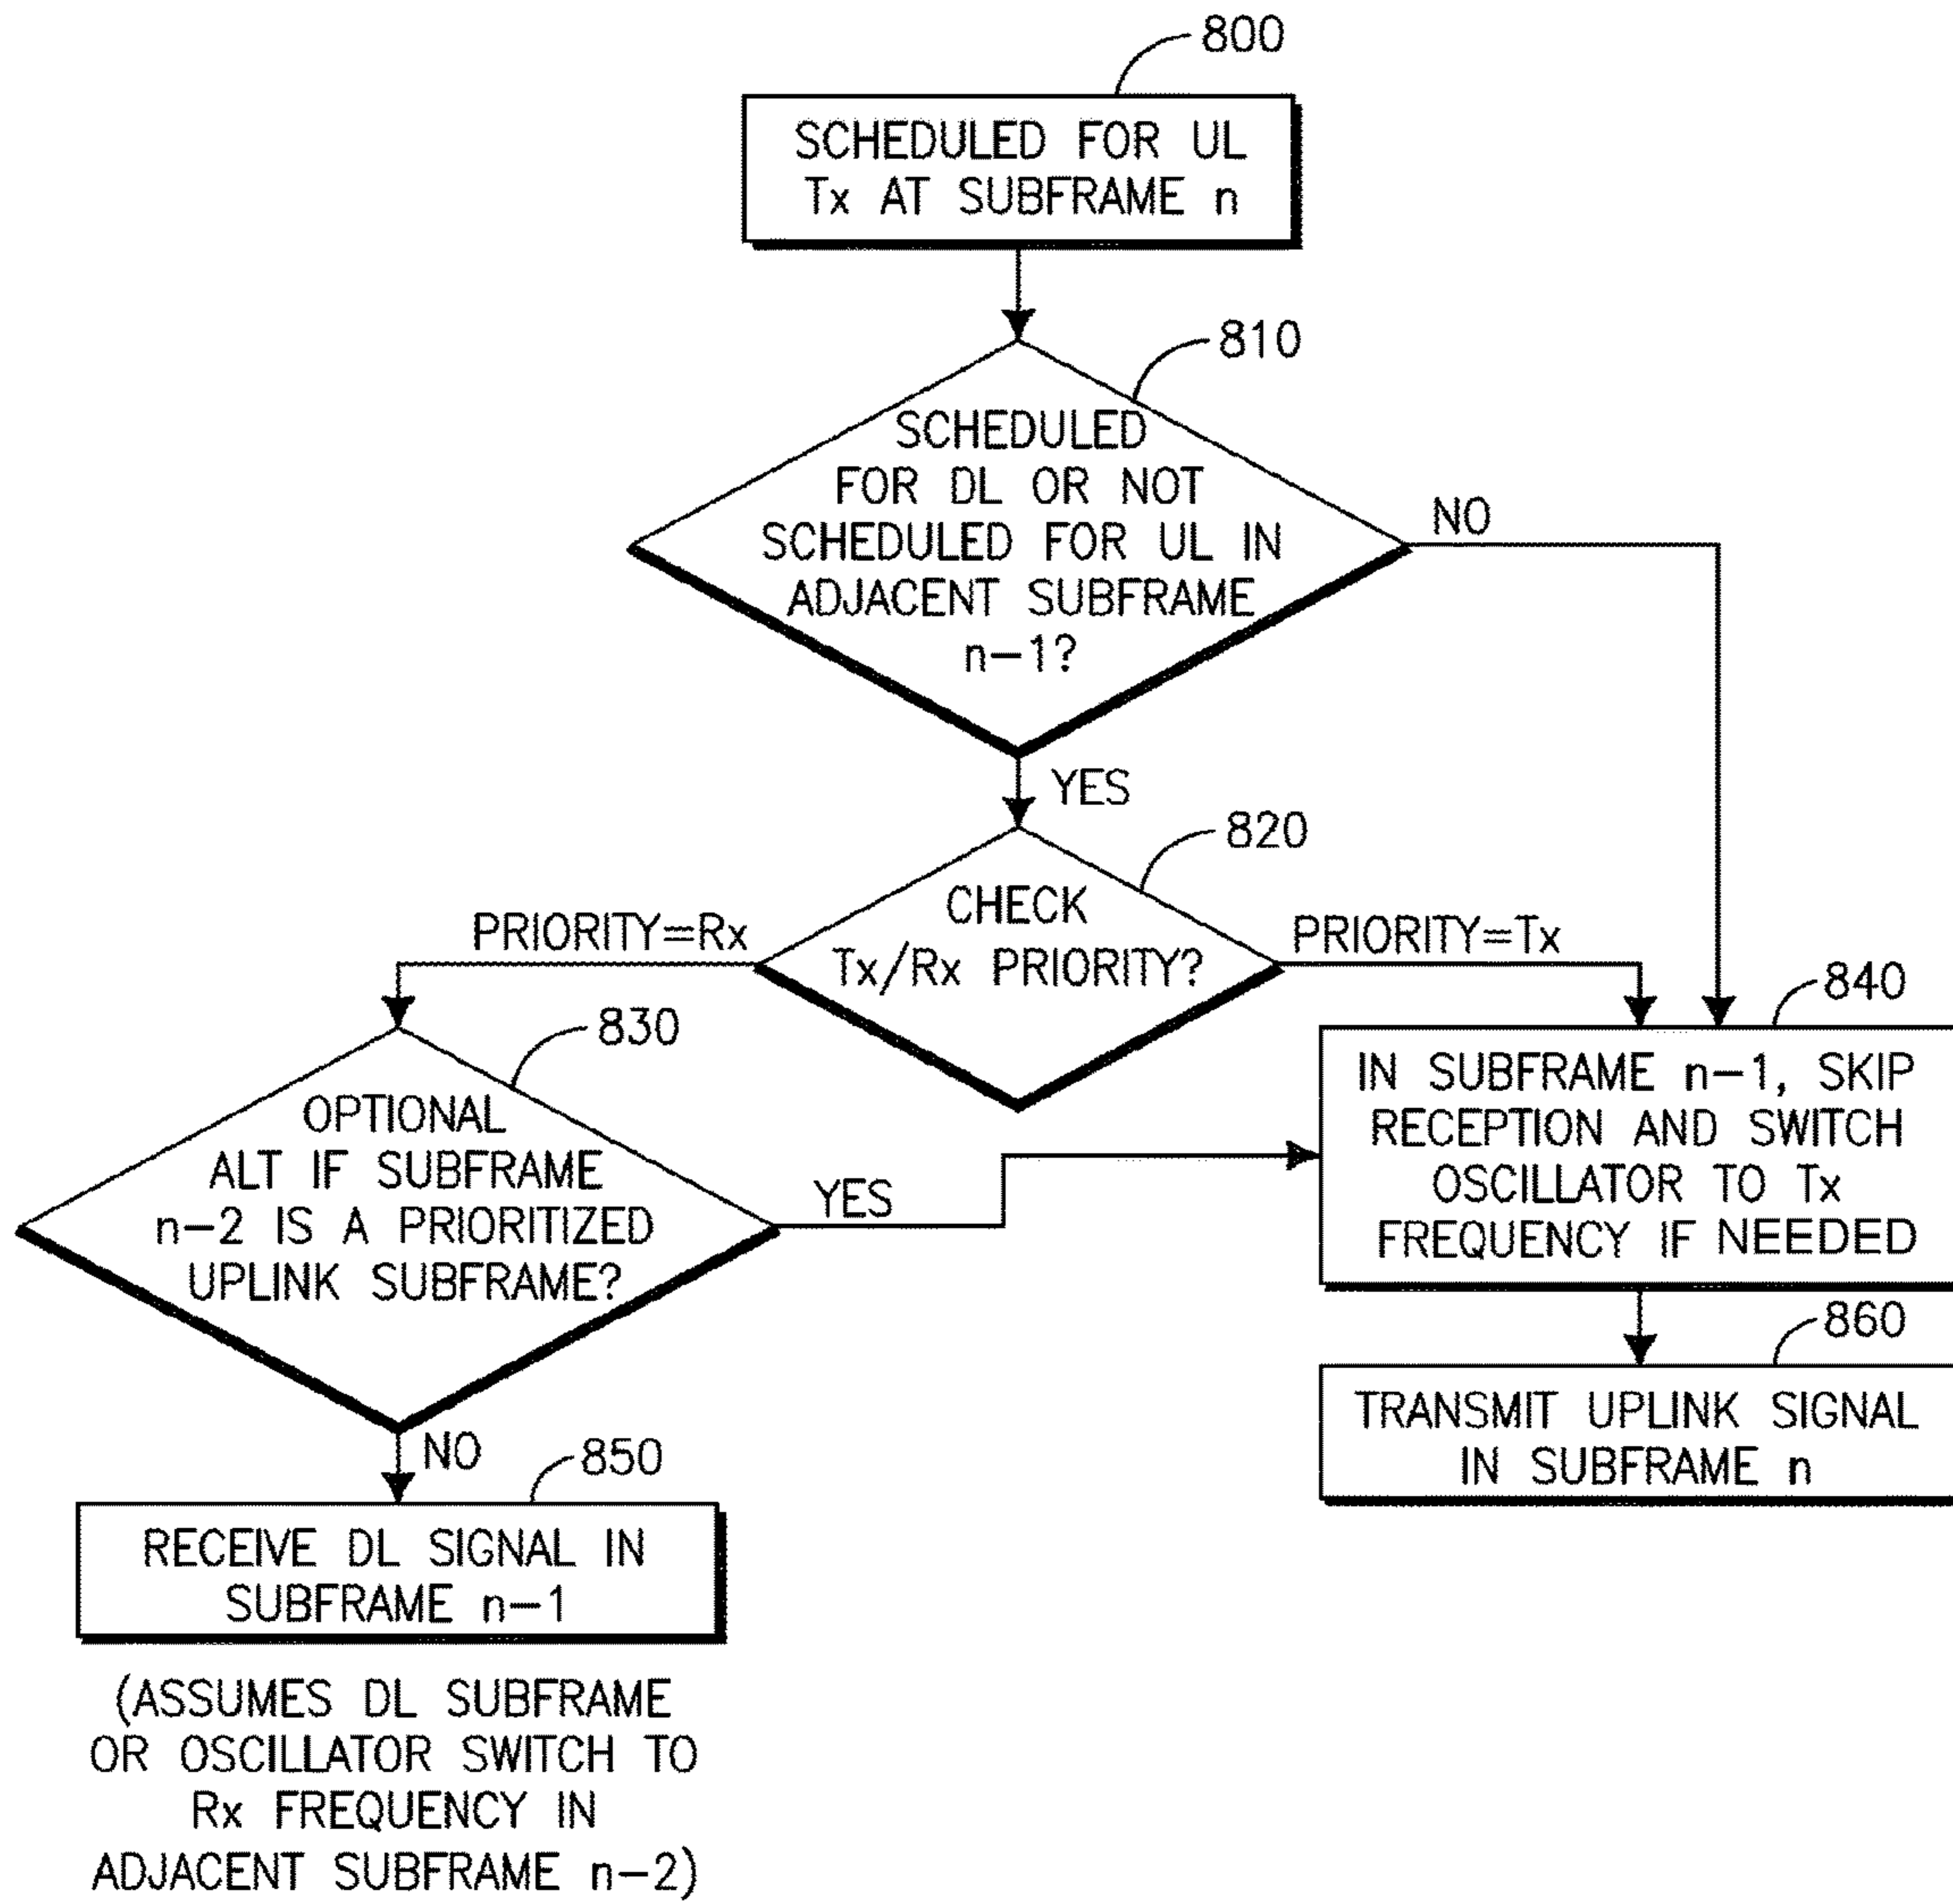 800
SCHEDULED FOR UL
Tx AT SUBFRAME n
810
SCHEDULED
FOR DL OR NOT
SCHEDULED FOR UL IN
ADJACENT SUBFRAME
n-1?
NO
YES
820
CHECK
Tx/Rx PRIORITY?
PRIORITY=Rx
PRIORITY=Tx
830
OPTIONAL
ALT IF SUBFRAME
n-2 IS A PRIORITIZED
UPLINK SUBFRAME?
YES
840
IN SUBFRAME n-1, SKIP
RECEPTION AND SWITCH
OSCILLATOR TO Tx
FREQUENCY IF NEEDED
860
TRANSMIT UPLINK SIGNAL
IN SUBFRAME n
NO
850
RECEIVE DL SIGNAL IN
SUBFRAME n-1
(ASSUMES DL SUBFRAME
OR OSCILLATOR SWITCH TO
Rx FREQUENCY IN
ADJACENT SUBFRAME n-2)